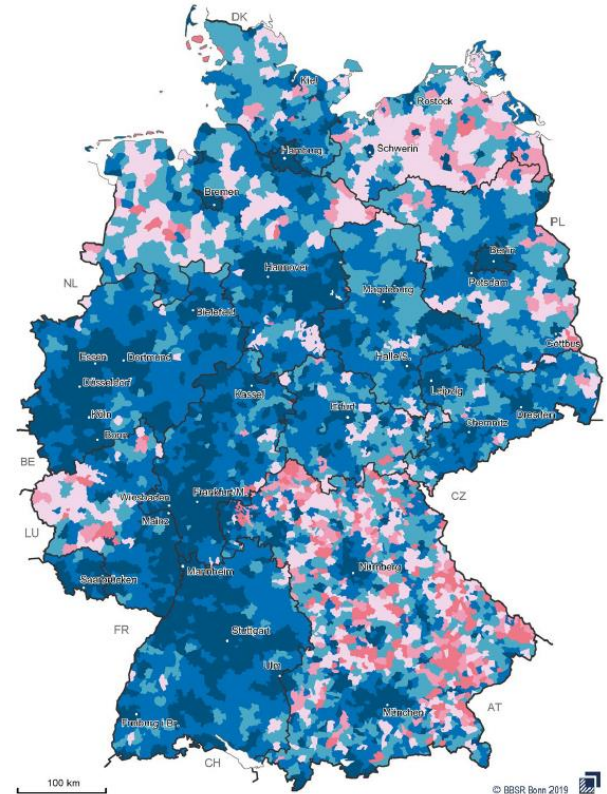 DK
Kiel
Rostock
Schwerin
Hamburg
Bremen
PL
Berlin
Hannover
NL
Potsdam
Magdeburg
Bielefeld
Cottbus
Essen
Dortmund
Halle/S.
Düsseldorf
Leipzig
Kassel
Erfurt
Dresden
Köln
Chemnitz
Bonn
BE
Wiesbaden
Frankfurt/M.
CZ
Mainz
LU
Nürnberg
Mannheim
Saarbrücken
FR
Stuttgart
Ulm
AT
München
Freiburg i.Br.
CH
100 km
© BBSR Bonn 2019